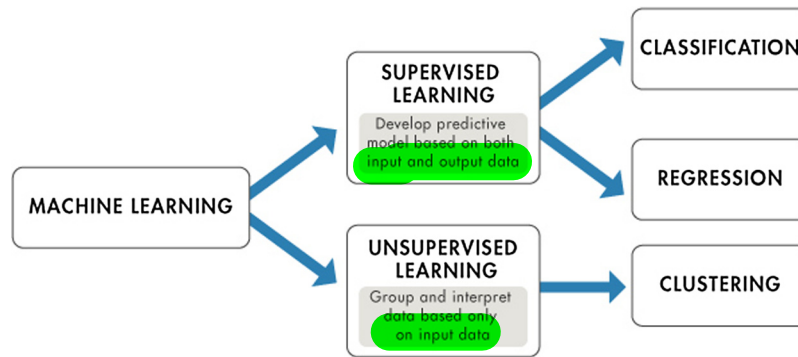 MACHINE LEARNING
SUPERVISED
LEARNING
Develop predictive
model based on both
input and output data
UNSUPERVISED
LEARNING
Group and interpret
data based only
on input data
CLASSIFICATION
REGRESSION
CLUSTERING